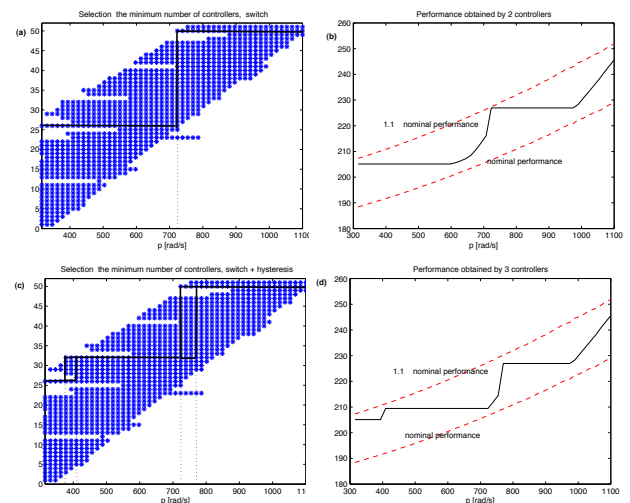 Selection the minimum number of controllers, switch
(a)
50
45
40
35
30
25
20
15
10
5
0
400 500 600 700 800 900 1000 1100
p [rad/s]
Performance obtained by 2 controllers
(b)
260
250
240
230
220
210
200
190
180
1.1 nominal performance
nominal performance
300 400 500 600 700 800 900 1000 1100
p [rad/s]
Selection the minimum number of controllers, switch + hysteresis
(c)
50
45
40
35
30
25
20
15
10
5
0
400 500 600 700 800 900 1000 1100
p [rad/s]
Performance obtained by 3 controllers
(d)
260
250
240
230
220
210
200
190
180
1.1 nominal performance
nominal performance
300 400 500 600 700 800 900 1000 1100
p [rad/s]